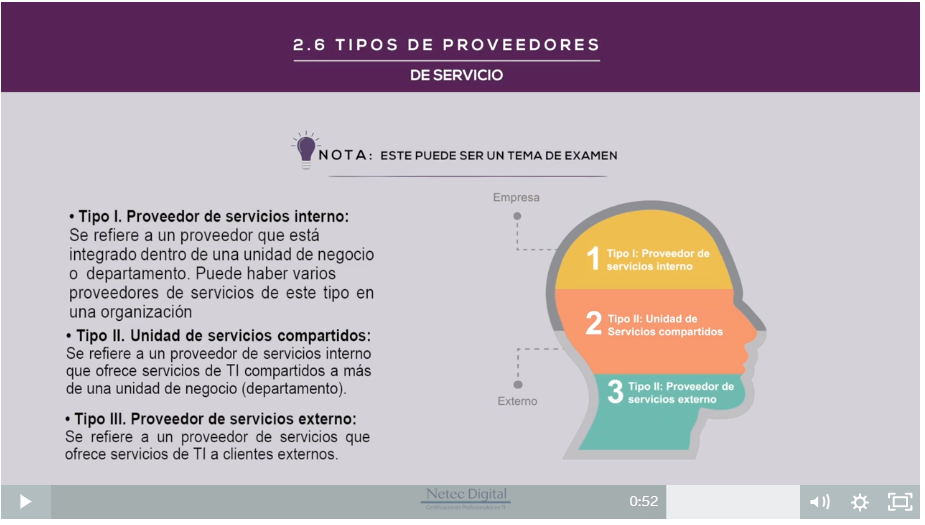 2.6 TIPOS DE PROVEEDORES
DE SERVICIO
NOTA: ESTE PUEDE SER UN TEMA DE EXAMEN
• Tipo I. Proveedor de servicios interno:
Se refiere a un proveedor que está
integrado dentro de una unidad de negocio
o departamento. Puede haber varios
proveedores de servicios de este tipo en
una organización
• Tipo II. Unidad de servicios compartidos:
Se refiere a un proveedor de servicios interno
que ofrece servicios de TI compartidos a más
de una unidad de negocio (departamento).
• Tipo III. Proveedor de servicios externo:
Se refiere a un proveedor de servicios que
ofrece servicios de TI a clientes externos.
Empresa
1 Tipo I: Proveedor de
servicios interno
2 Tipo II: Unidad de
Servicios compartidos
3 Tipo II: Proveedor de
servicios externo
Externo
Netec Digital
0:52